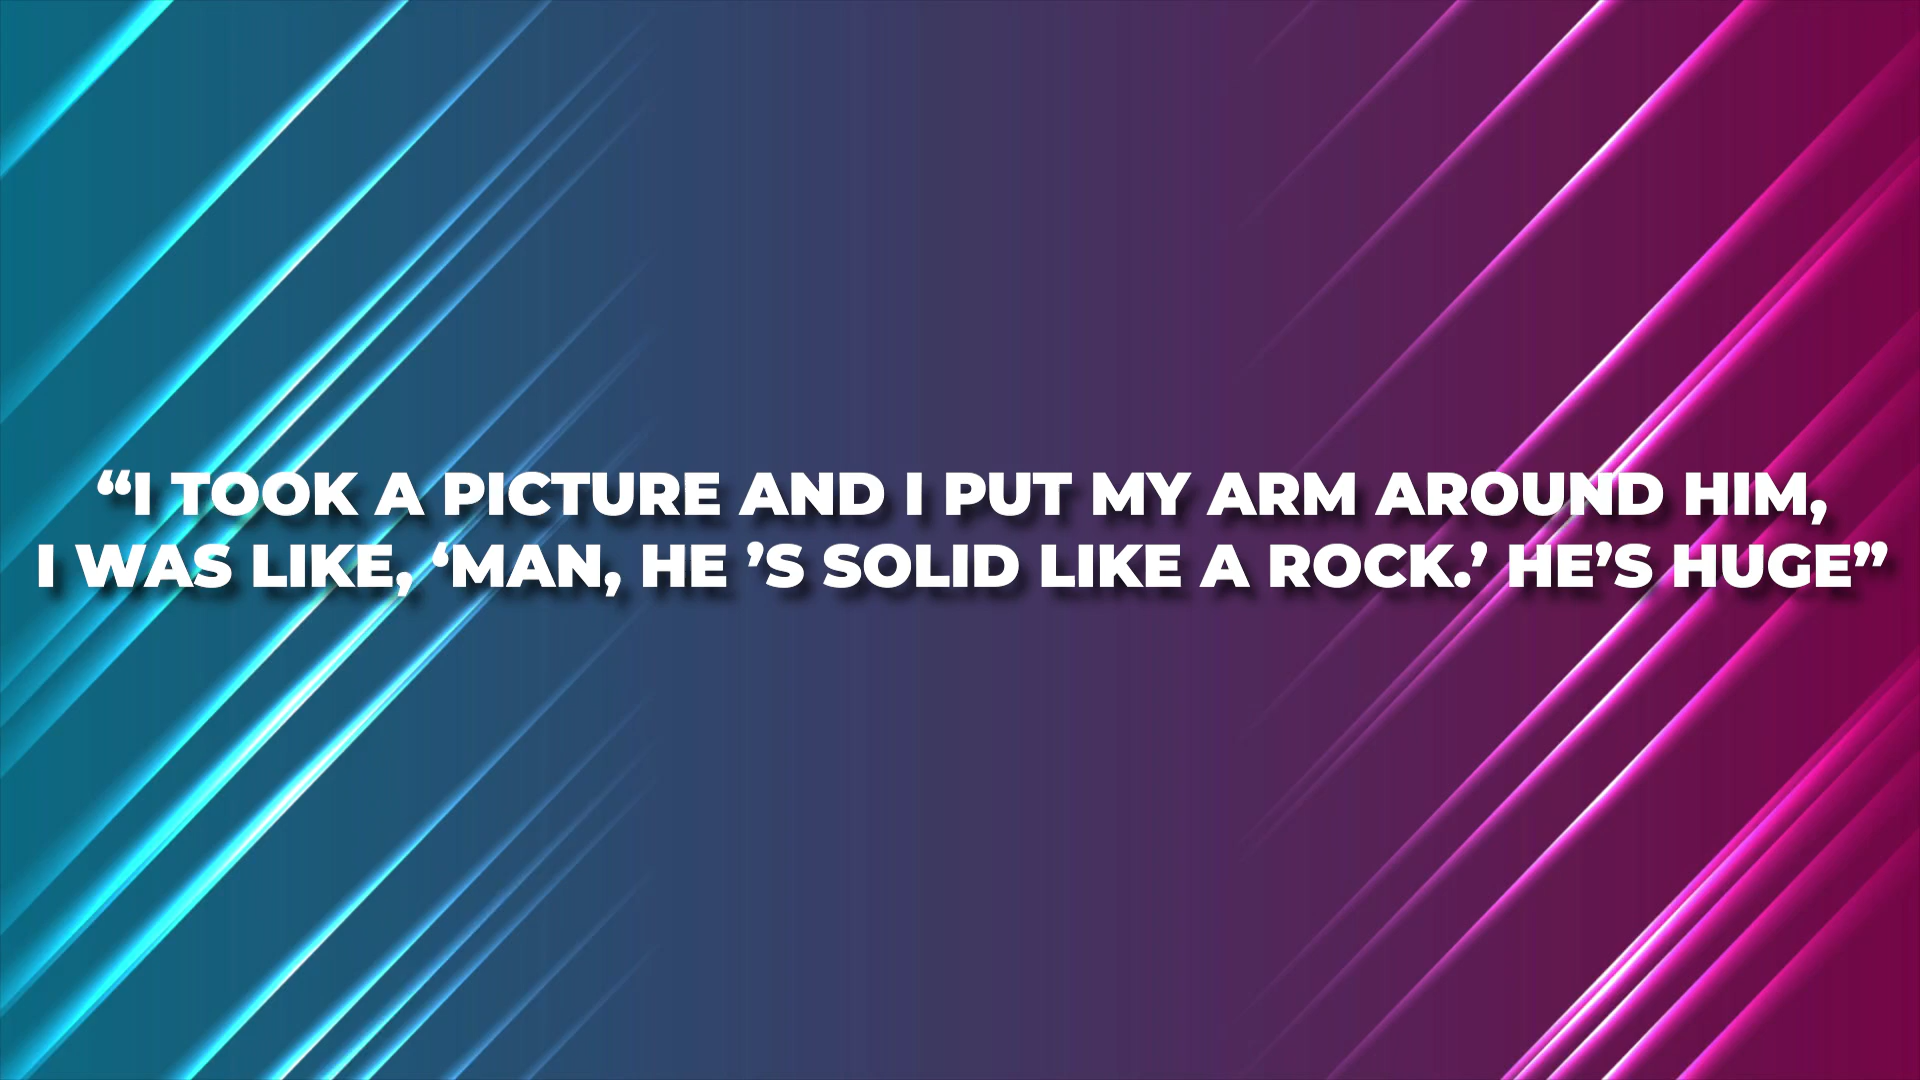 “I TOOK A PICTURE AND I PUT MY ARM AROUND HIM,
I WAS LIKE, ‘MAN, HE ’S SOLID LIKE A ROCK.’ HE’S HUGE”